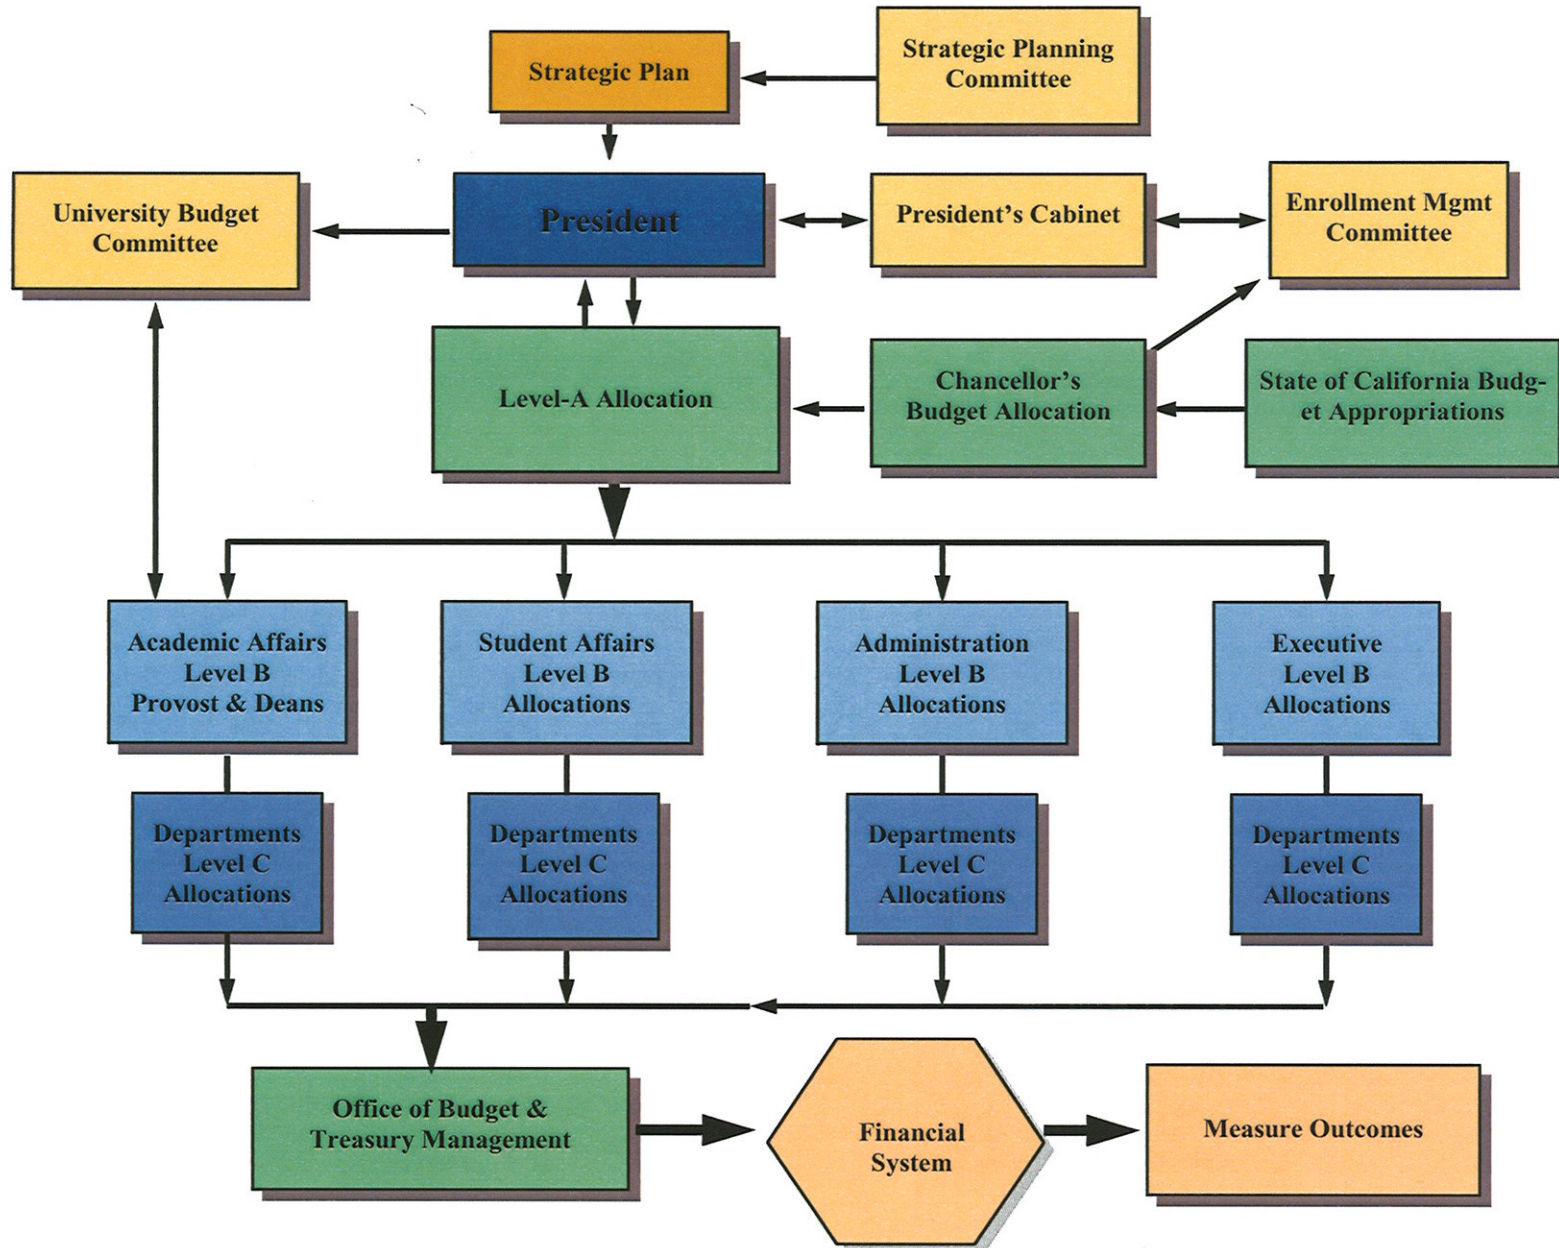 Strategic Plan
Strategic Planning
Committee
University Budget
Committee
President
President's Cabinet
Enrollment Mgmt
Committee
Level-A Allocation
Chancellor's
Budget Allocation
State of California Budg-
et Appropriations
Academic Affairs
Level B
Provost & Deans
Student Affairs
Level B
Allocations
Administration
Level B
Allocations
Executive
Level B
Allocations
Departments
Level C
Allocations
Departments
Level C
Allocations
Departments
Level C
Allocations
Departments
Level C
Allocations
Office of Budget &
Treasury Management
Financial
System
Measure Outcomes